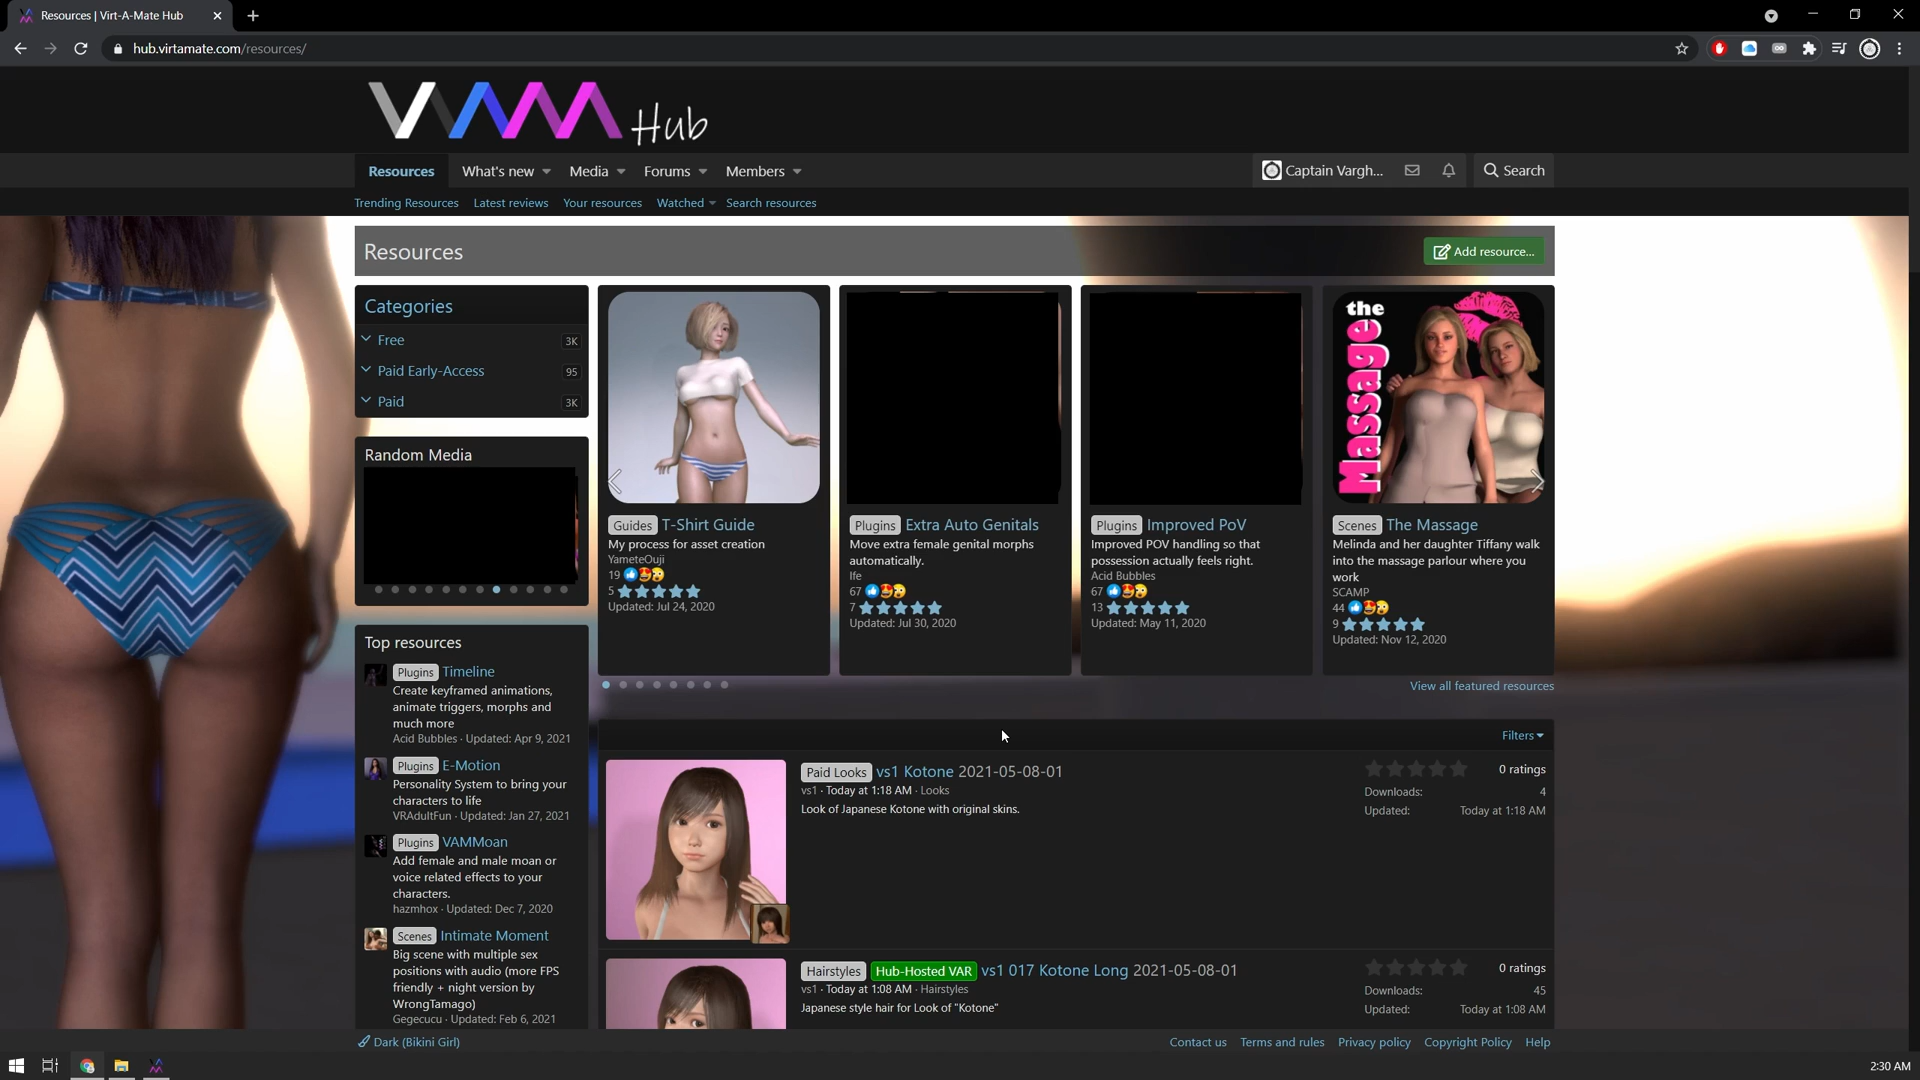 Resources | Virt-A-Mate Hub
hub.virtamate.com/resources/
VAM Hub
Resources What's new Media Forums Members
Captain Vargh... Search
Trending Resources Latest reviews Your resources Watched Search resources
Resources
Add resource...
Categories
Free 3K
Paid Early-Access 95
Paid 3K
Random Media
Top resources
Plugins Timeline
Create keyframed animations,
animate triggers, morphs and
much more
Acid Bubbles · Updated: Apr 9, 2021
Plugins E-Motion
Personality System to bring your
characters to life
VRAdultFun · Updated: Jan 27, 2021
Plugins VAMMoan
Add female and male moan or
voice related effects to your
characters.
hazmhox · Updated: Dec 7, 2020
Scenes Intimate Moment
Big scene with multiple sex
positions with audio (more FPS
friendly + night version by
WrongTamago)
Gegecucu · Updated: Feb 6, 2021
Guides T-Shirt Guide
My process for asset creation
YameteOuji
19
5
Updated: Jul 24, 2020
Plugins Extra Auto Genitals
Move extra female genital morphs
automatically.
ife
67
7
Updated: Jul 30, 2020
Plugins Improved PoV
Improved POV handling so that
possession actually feels right.
Acid Bubbles
67
13
Updated: May 11, 2020
the
Massage
Scenes The Massage
Melinda and her daughter Tiffany walk
into the massage parlour where you
work
SCAMP
44
9
Updated: Nov 12, 2020
View all featured resources
Filters
Paid Looks vs1 Kotone 2021-05-08-01
vs1 · Today at 1:18 AM · Looks
Look of Japanese Kotone with original skins.
0 ratings
Downloads: 4
Updated: Today at 1:18 AM
Hairstyles Hub-Hosted VAR vs1 017 Kotone Long 2021-05-08-01
vs1 · Today at 1:08 AM · Hairstyles
Japanese style hair for Look of "Kotone"
0 ratings
Downloads: 45
Updated: Today at 1:08 AM
Dark (Bikini Girl)
Contact us Terms and rules Privacy policy Copyright Policy Help
2:30 AM